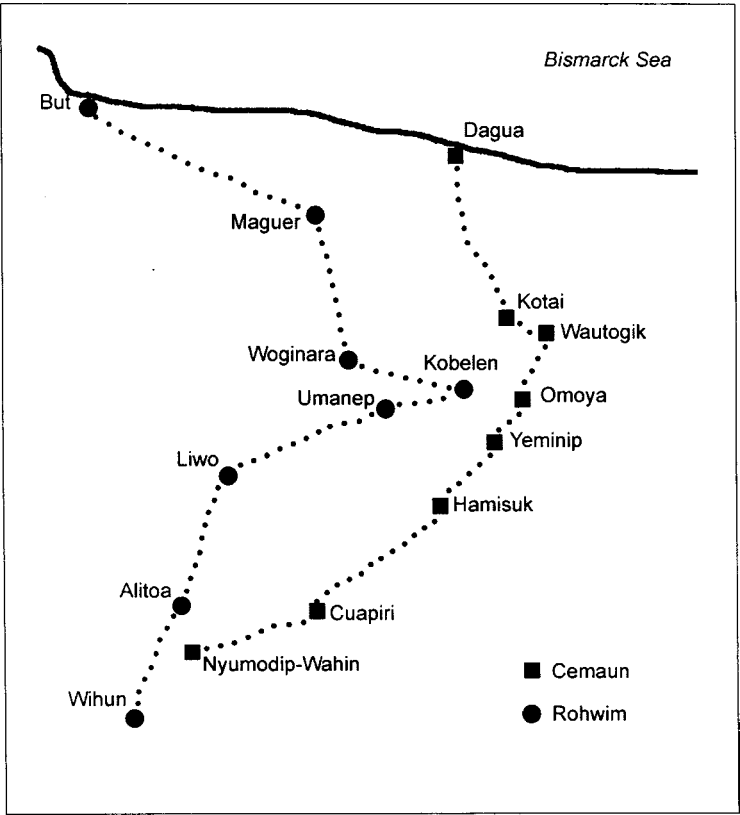 Bismarck Sea
But
Dagua
Maguer
Kotai
Wautogik
Woginara
Kobelen
Umanep
Omoya
Yeminip
Liwo
Hamisuk
Alitoa
Cuapiri
Nyumodip-Wahin
Cemaun
Wihun
Rohwim